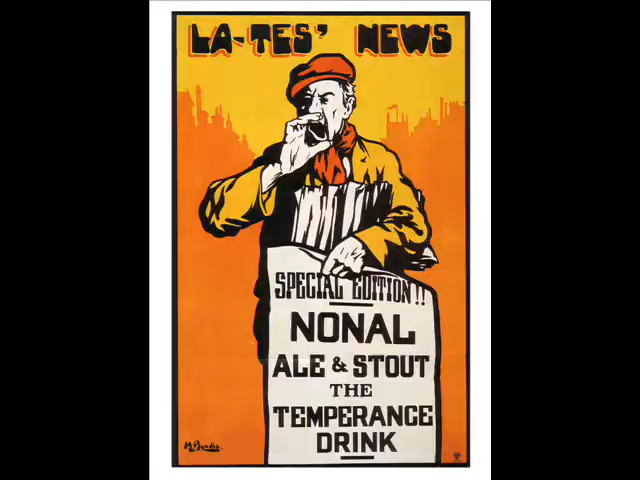 LA-TES' NEWS
SPECIAL EDITION!!
NONAL
ALE & STOUT
THE
TEMPERANCE
DRINK